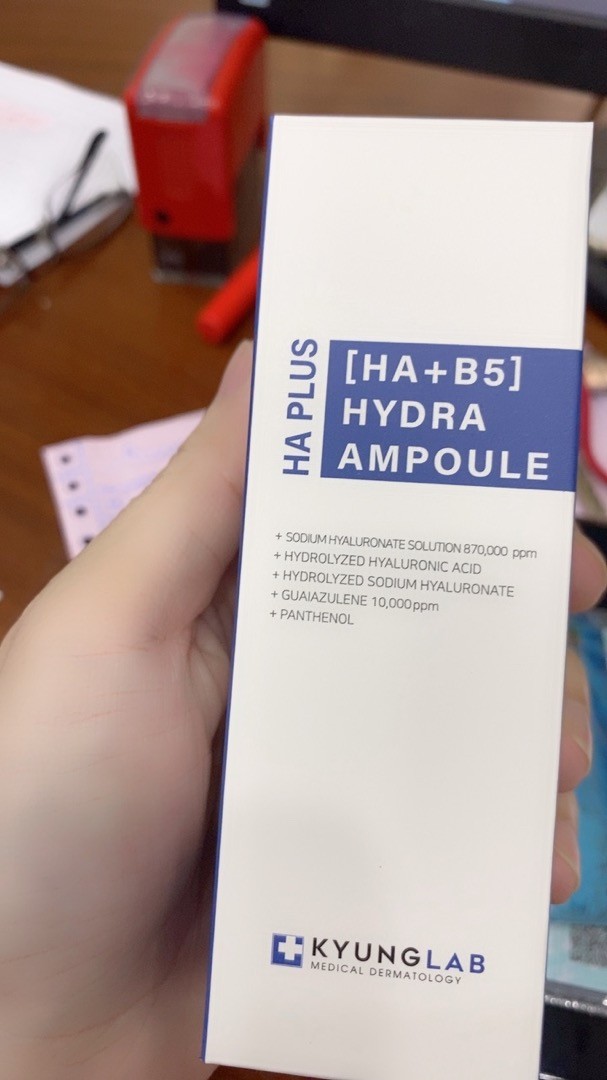 HA PLUS
[HA+B5]
HYDRA
AMPOULE
+ SODIUM HYALURONATE SOLUTION 870,000 ppm
+ HYDROLYZED HYALURONIC ACID
+ HYDROLYZED SODIUM HYALURONATE
+ GUAIAZULENE 10,000ppm
+ PANTHENOL
KYUNGLAB
MEDICAL DERMATOLOGY